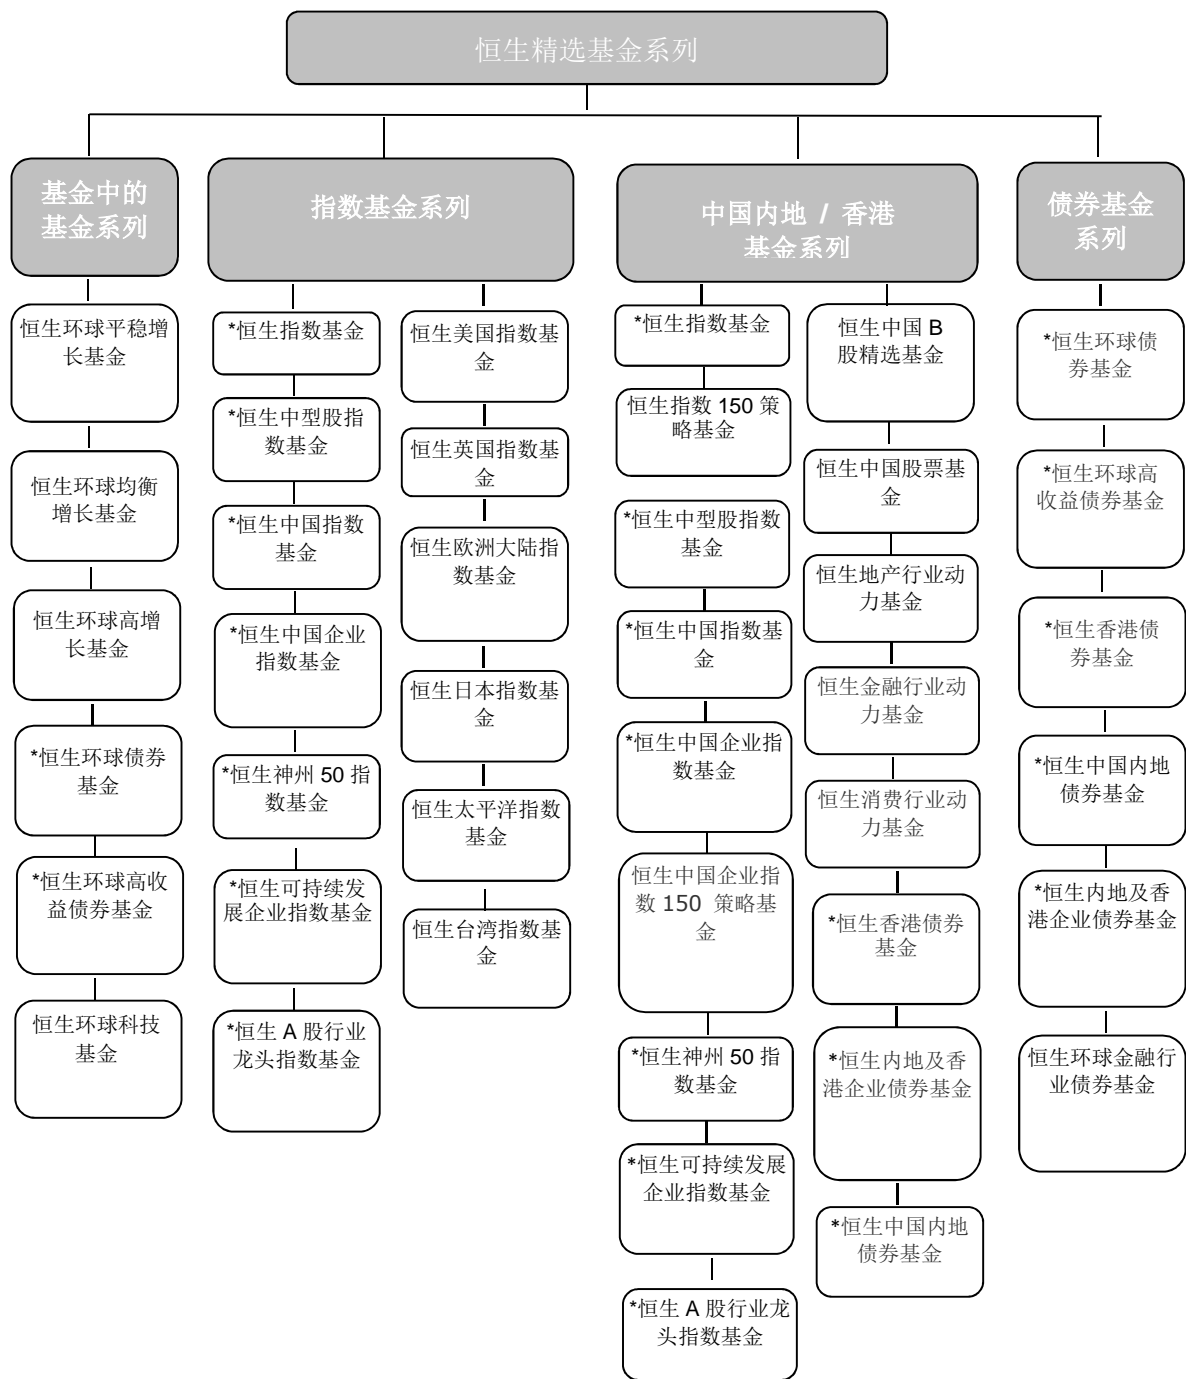 恒生精选基金系列
基金中的
基金系列
恒生环球平稳增
长基金
恒生环球均衡
增长基金
恒生环球高增
长基金
*恒生环球债券
基金
*恒生环球高收
益债券基金
恒生环球科技
基金
指数基金系列
*恒生指数基金
*恒生中型股指
数基金
*恒生中国指数
基金
*恒生中国企业
指数基金
*恒生神州 50 指
数基金
*恒生可持续发
展企业指数基金
*恒生 A 股行业
龙头指数基金
恒生美国指数基
金
恒生英国指数基
金
恒生欧洲大陆指
数基金
恒生日本指数基
金
恒生太平洋指数
基金
恒生台湾指数基
金
中国内地 / 香港
基金系列
*恒生指数基金
恒生指数 150 策
略基金
*恒生中型股指数
基金
*恒生中国指数基
金
*恒生中国企业指
数基金
恒生中国企业指
数 150 策略基
金
*恒生神州 50 指
数基金
*恒生可持续发展
企业指数基金
*恒生 A 股行业龙
头指数基金
恒生中国 B
股精选基金
恒生中国股票基
金
恒生地产行业动
力基金
恒生金融行业动
力基金
恒生消费行业动
力基金
*恒生香港债券
基金
*恒生内地及香
港企业债券基金
*恒生中国内地
债券基金
债券基金
系列
*恒生环球债
券基金
*恒生环球高
收益债券基金
*恒生香港债
券基金
*恒生中国内地
债券基金
*恒生内地及香
港企业债券基金
恒生环球金融行
业债券基金